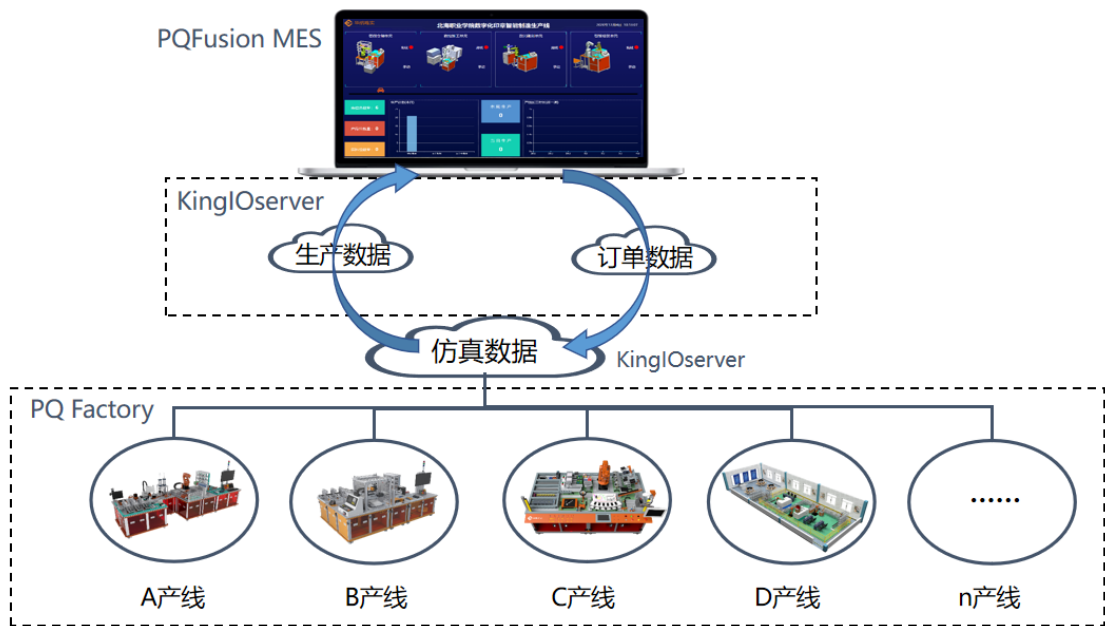 PQFusion MES
北海职业学院数字化印章智能制造生产线
KingIOserver
生产数据
订单数据
仿真数据
KingIOserver
PQ Factory
......
A产线
B产线
C产线
D产线
n产线